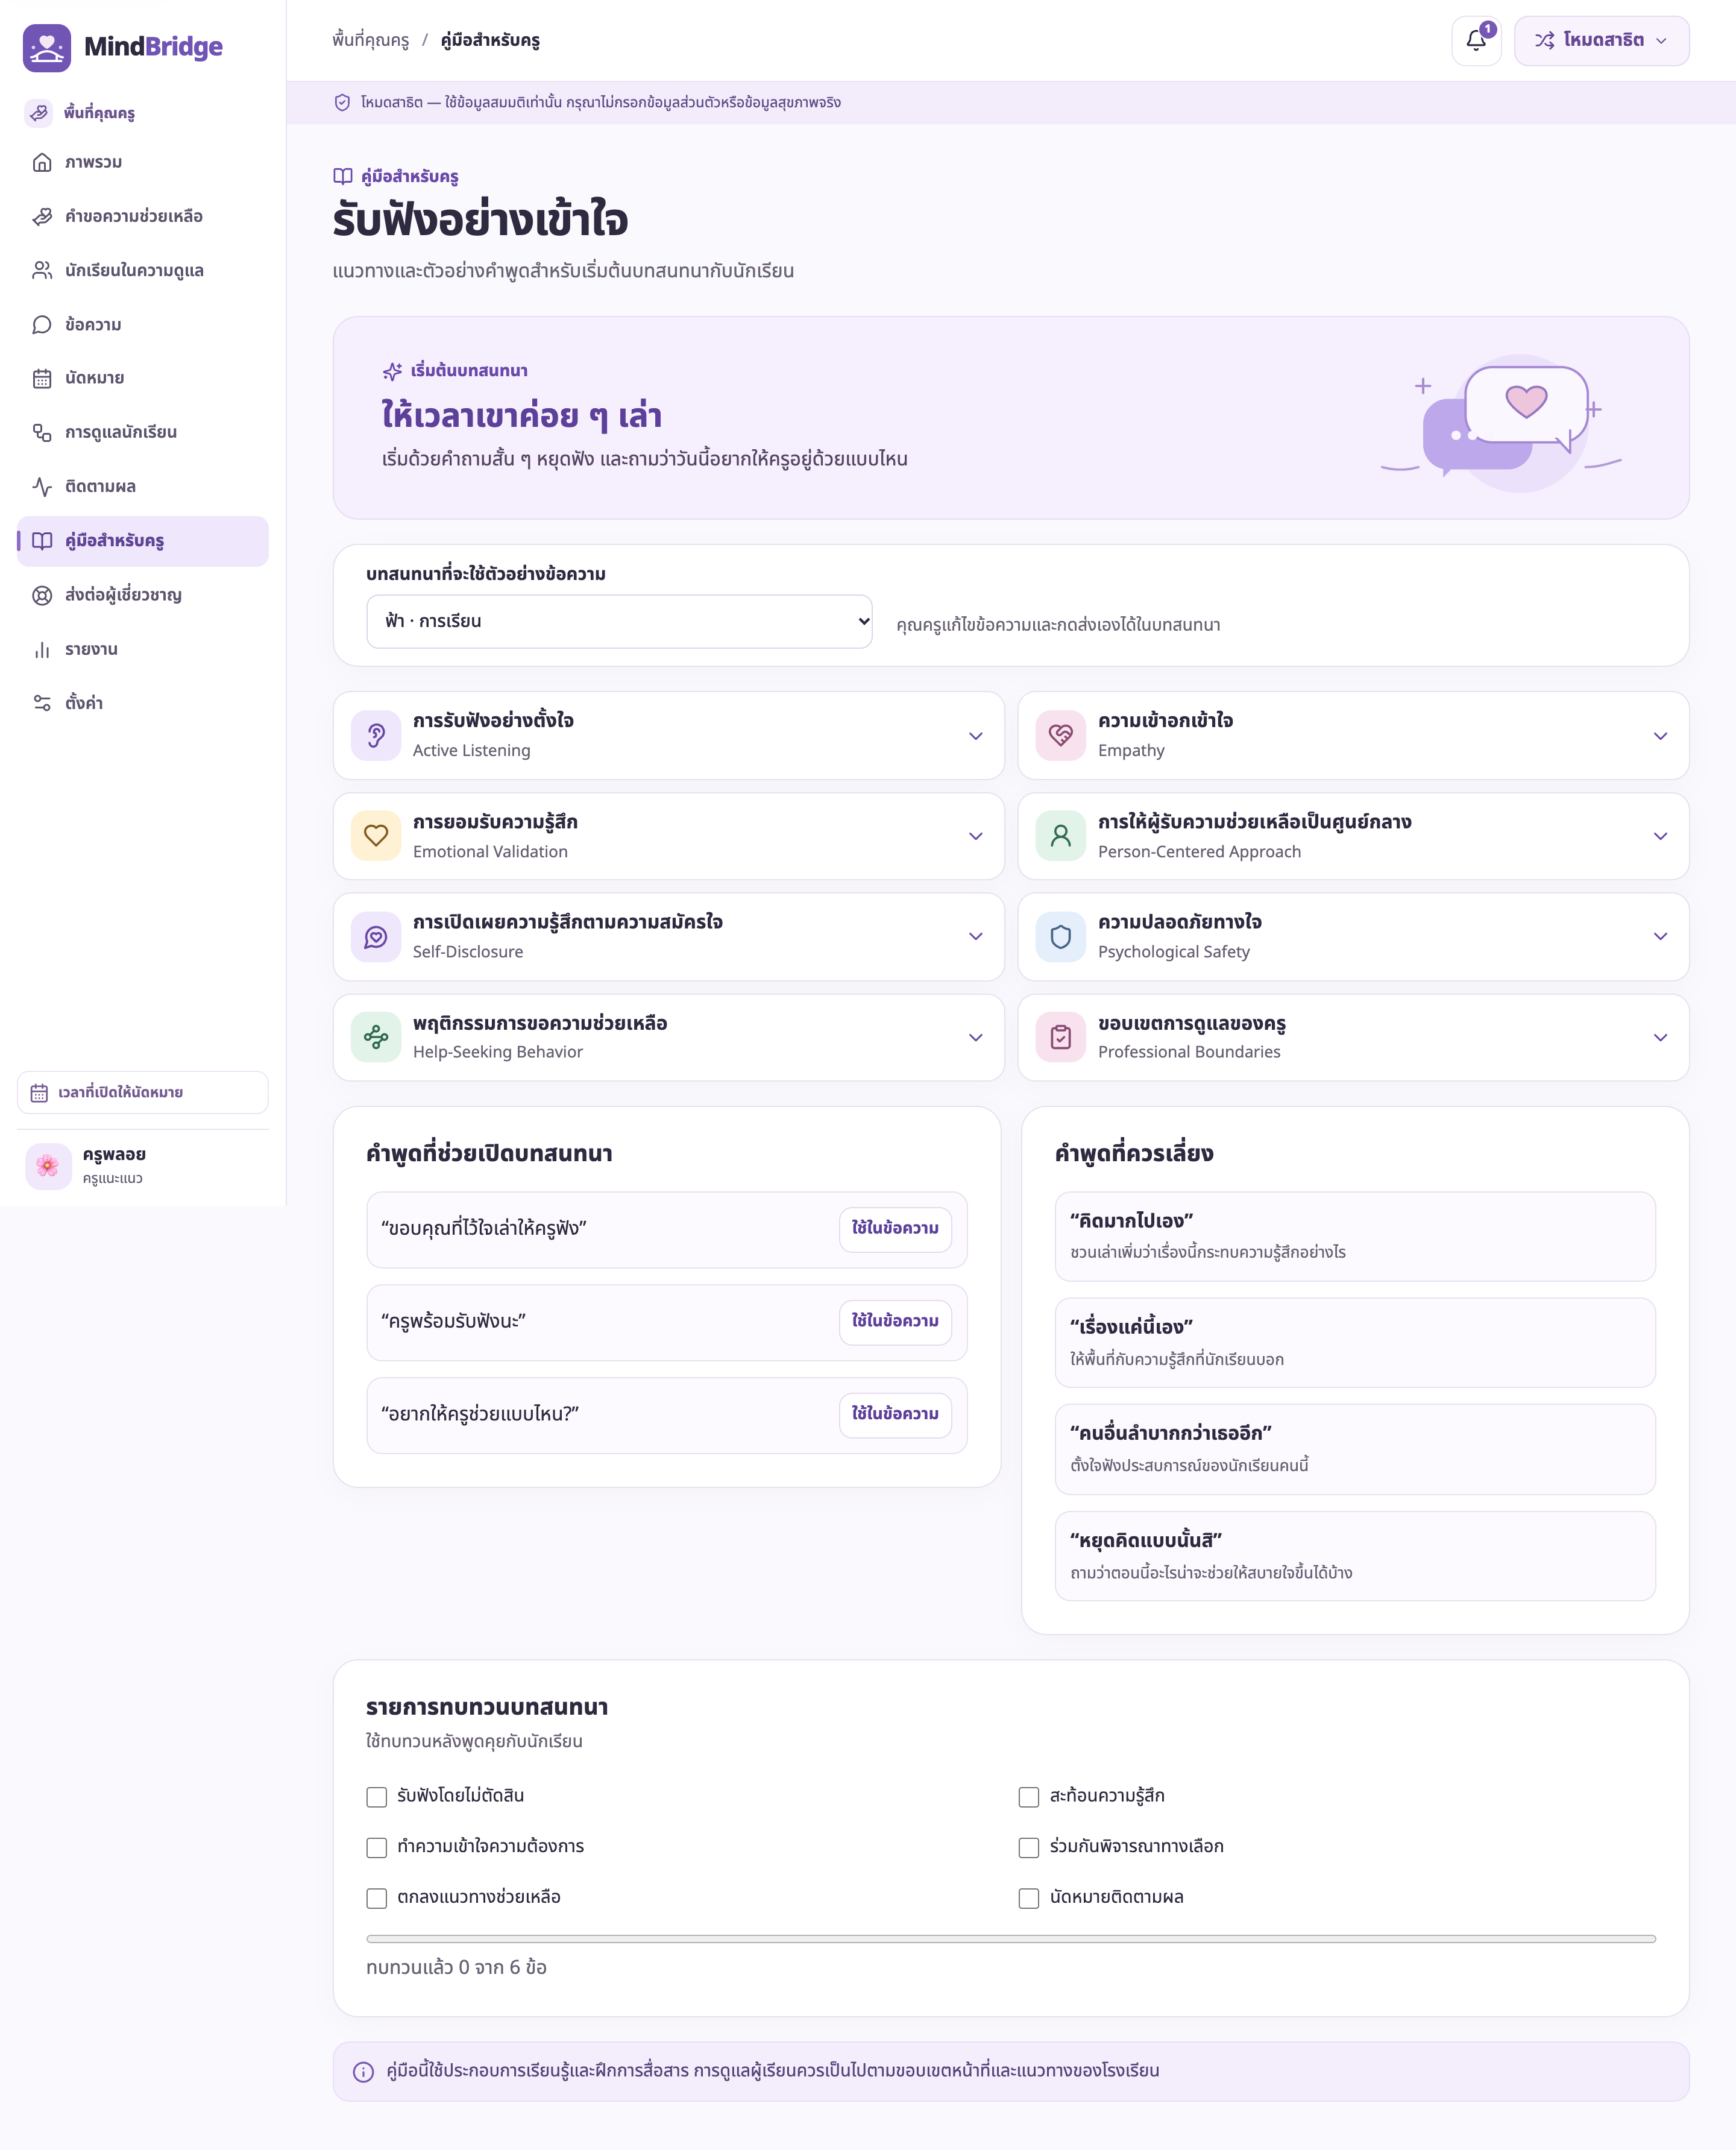 MindBridge
พื้นที่คุณครู
ภาพรวม
คำขอความช่วยเหลือ
นักเรียนในความดูแล
ข้อความ
นัดหมาย
การดูแลนักเรียน
ติดตามผล
คู่มือสำหรับครู
ส่งต่อผู้เชี่ยวชาญ
รายงาน
ตั้งค่า
เวลาที่เปิดให้นัดหมาย
ครูพลอย
ครูแนะแนว
พื้นที่คุณครู / คู่มือสำหรับครู
1
โหมดสาธิต
โหมดสาธิต — ใช้ข้อมูลสมมติเท่านั้น กรุณาไม่กรอกข้อมูลส่วนตัวหรือข้อมูลสุขภาพจริง
คู่มือสำหรับครู
รับฟังอย่างเข้าใจ
แนวทางและตัวอย่างคำพูดสำหรับเริ่มต้นบทสนทนากับนักเรียน
เริ่มต้นบทสนทนา
ให้เวลาเขาค่อย ๆ เล่า
เริ่มด้วยคำถามสั้น ๆ หยุดฟัง และถามว่าวันนี้อยากให้ครูอยู่ด้วยแบบไหน
บทสนทนาที่จะใช้ตัวอย่างข้อความ
ฟ้า · การเรียน
คุณครูแก้ไขข้อความและกดส่งเองได้ในบทสนทนา
การรับฟังอย่างตั้งใจ
Active Listening
ความเข้าอกเข้าใจ
Empathy
การยอมรับความรู้สึก
Emotional Validation
การให้ผู้รับความช่วยเหลือเป็นศูนย์กลาง
Person-Centered Approach
การเปิดเผยความรู้สึกตามความสมัครใจ
Self-Disclosure
ความปลอดภัยทางใจ
Psychological Safety
พฤติกรรมการขอความช่วยเหลือ
Help-Seeking Behavior
ขอบเขตการดูแลของครู
Professional Boundaries
คำพูดที่ช่วยเปิดบทสนทนา
“ขอบคุณที่ไว้ใจเล่าให้ครูฟัง”
ใช้ในข้อความ
“ครูพร้อมรับฟังนะ”
ใช้ในข้อความ
“อยากให้ครูช่วยแบบไหน?”
ใช้ในข้อความ
คำพูดที่ควรเลี่ยง
“คิดมากไปเอง”
ชวนเล่าเพิ่มว่าเรื่องนี้กระทบความรู้สึกอย่างไร
“เรื่องแค่นี้เอง”
ให้พื้นที่กับความรู้สึกที่นักเรียนบอก
“คนอื่นลำบากกว่าเธออีก”
ตั้งใจฟังประสบการณ์ของนักเรียนคนนี้
“หยุดคิดแบบนั้นสิ”
ถามว่าตอนนี้อะไรน่าจะช่วยให้สบายใจขึ้นได้บ้าง
รายการทบทวนบทสนทนา
ใช้ทบทวนหลังพูดคุยกับนักเรียน
รับฟังโดยไม่ตัดสิน
สะท้อนความรู้สึก
ทำความเข้าใจความต้องการ
ร่วมกันพิจารณาทางเลือก
ตกลงแนวทางช่วยเหลือ
นัดหมายติดตามผล
ทบทวนแล้ว 0 จาก 6 ข้อ
คู่มือนี้ใช้ประกอบการเรียนรู้และฝึกการสื่อสาร การดูแลผู้เรียนควรเป็นไปตามขอบเขตหน้าที่และแนวทางของโรงเรียน